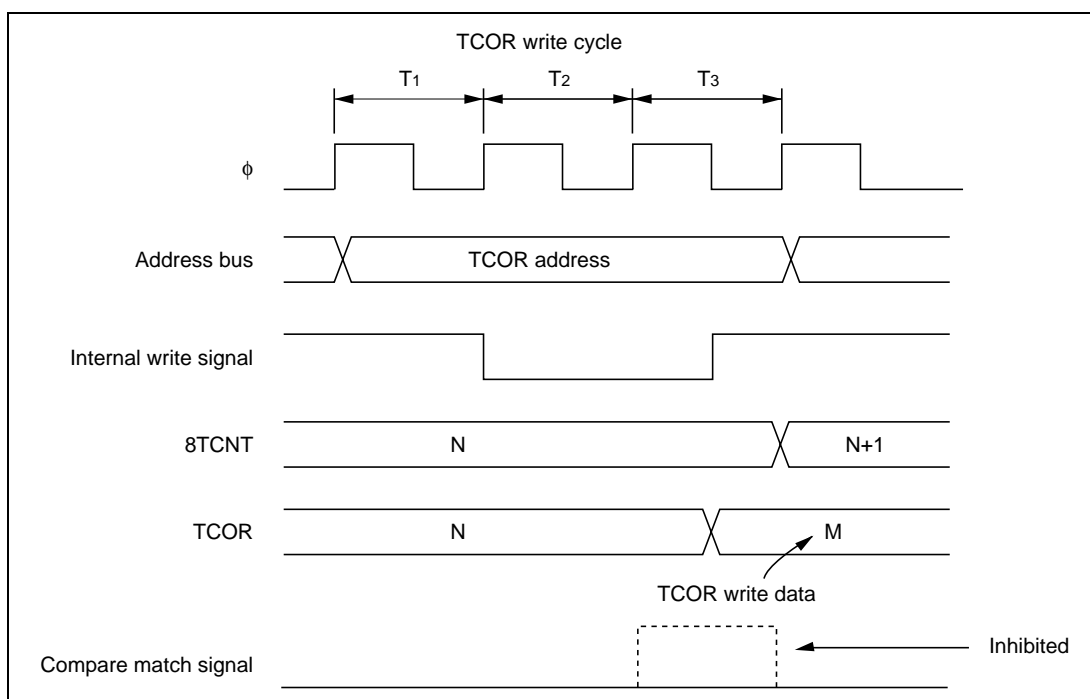 TCOR write cycle
T1 T2 T3
φ
Address bus TCOR address
Internal write signal
8TCNT N N+1
TCOR N M
TCOR write data
Inhibited
Compare match signal